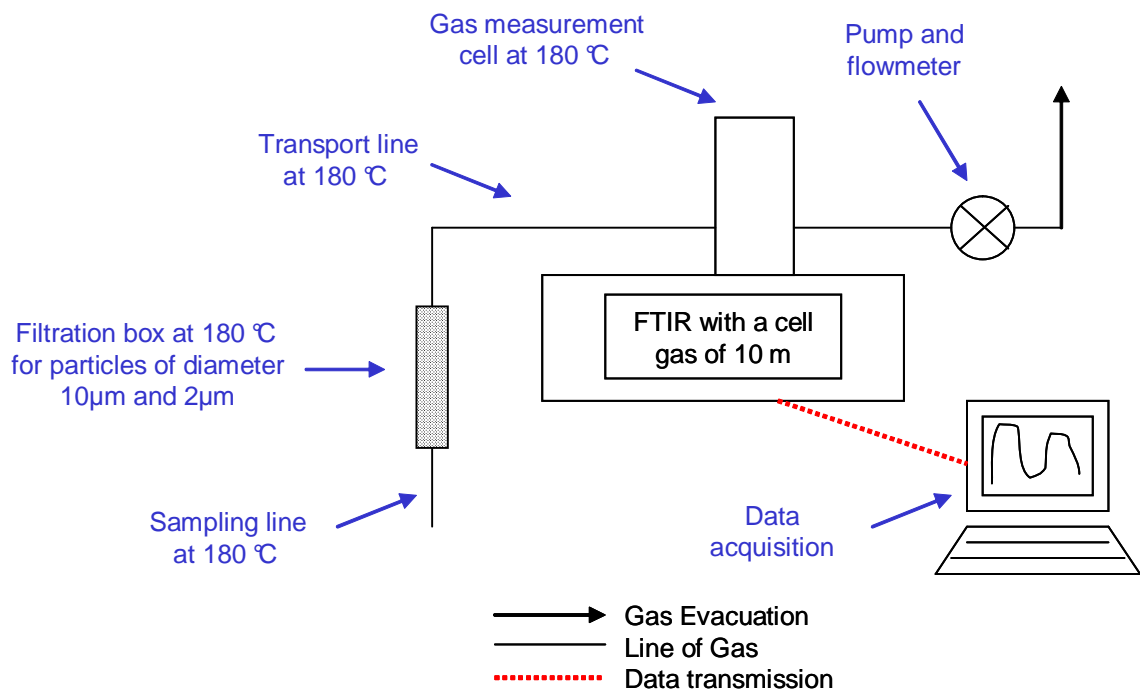 Gas measurement
cell at 180 °C
Pump and
flowmeter
Transport line
at 180 °C
Filtration box at 180 °C
for particles of diameter
10µm and 2µm
FTIR with a cell
gas of 10 m
Sampling line
at 180 °C
Data
acquisition
Gas Evacuation
Line of Gas
Data transmission